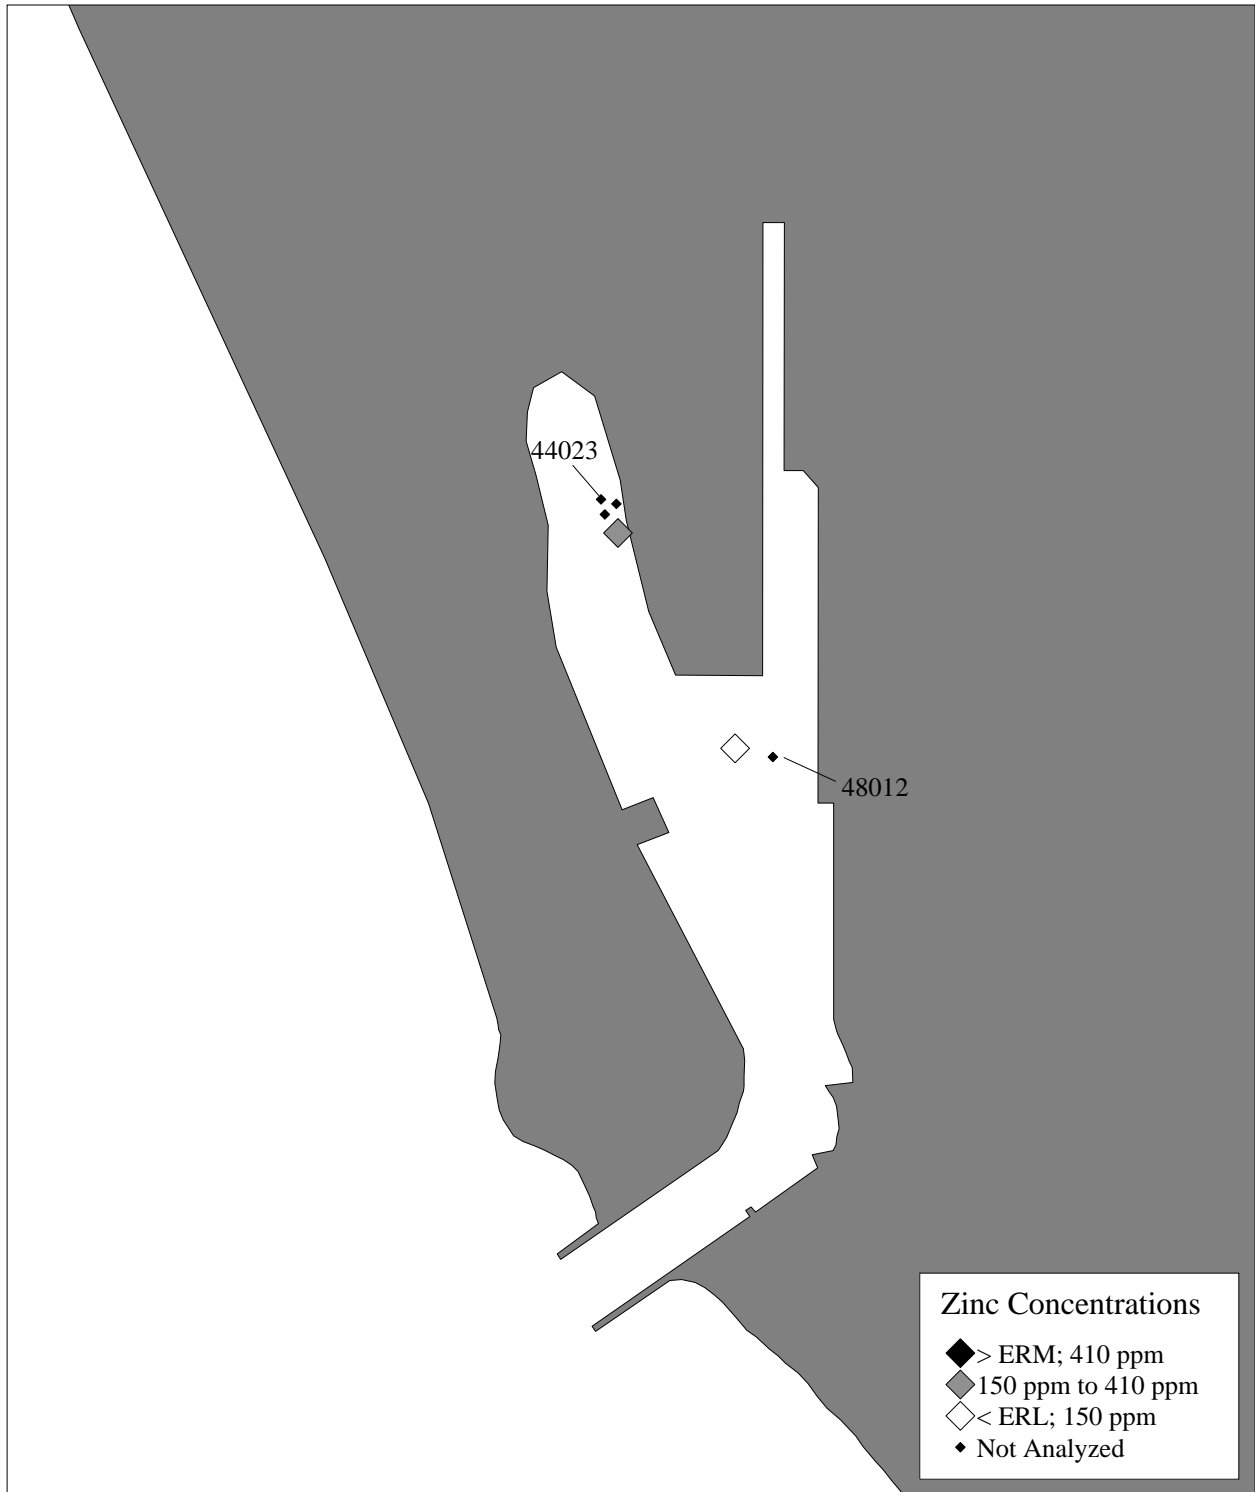 44023
48012
Zinc Concentrations
> ERM; 410 ppm
150 ppm to 410 ppm
< ERL; 150 ppm
Not Analyzed